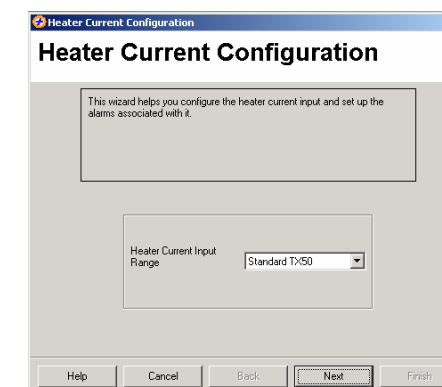 Heater Current Configuration
Heater Current Configuration
This wizard helps you configure the heater current input and set up the
alarms associated with it.
Heater Current Input
Range
Standard TX50
Help
Cancel
Back
Next
Finish